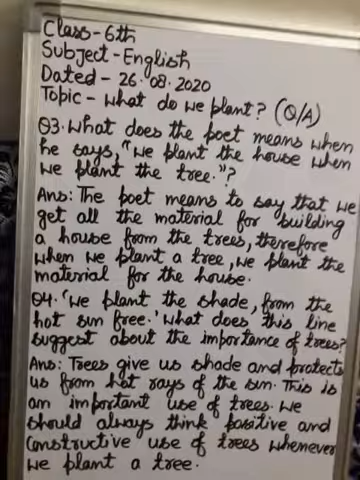 Class-6th
Subject-English
Dated - 26.08.2020
Topic - What do we plant? (Q/A)
Q3. What does the poet means when
he says, "We plant the house when
we plant the tree."?
Ans: The poet means to say that we
get all the material for building
a house from the trees, therefore
when we plant a tree, we plant the
material for the house.
Q4. 'We plant the shade, from the
hot sun free.' What does this line
suggest about the importance of trees?
Ans: Trees give us shade and protects
us from hot rays of the sun. This is
an important use of trees. We
should always think positive and
constructive use of trees whenever
we plant a tree.